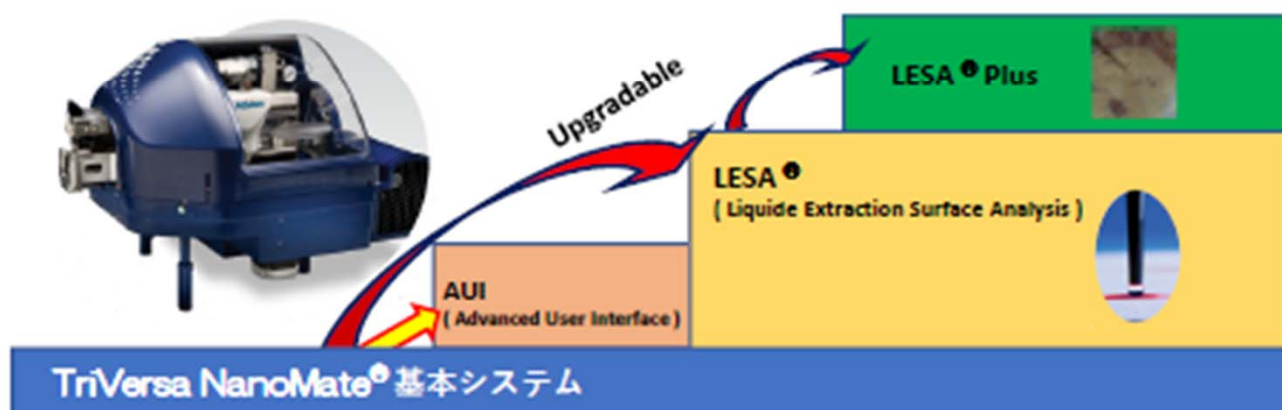 Upgradable
LESA® Plus
LESA®
( Liquide Extraction Surface Analysis )
AUI
( Advanced User Interface )
TriVersa NanoMate® 基本システム